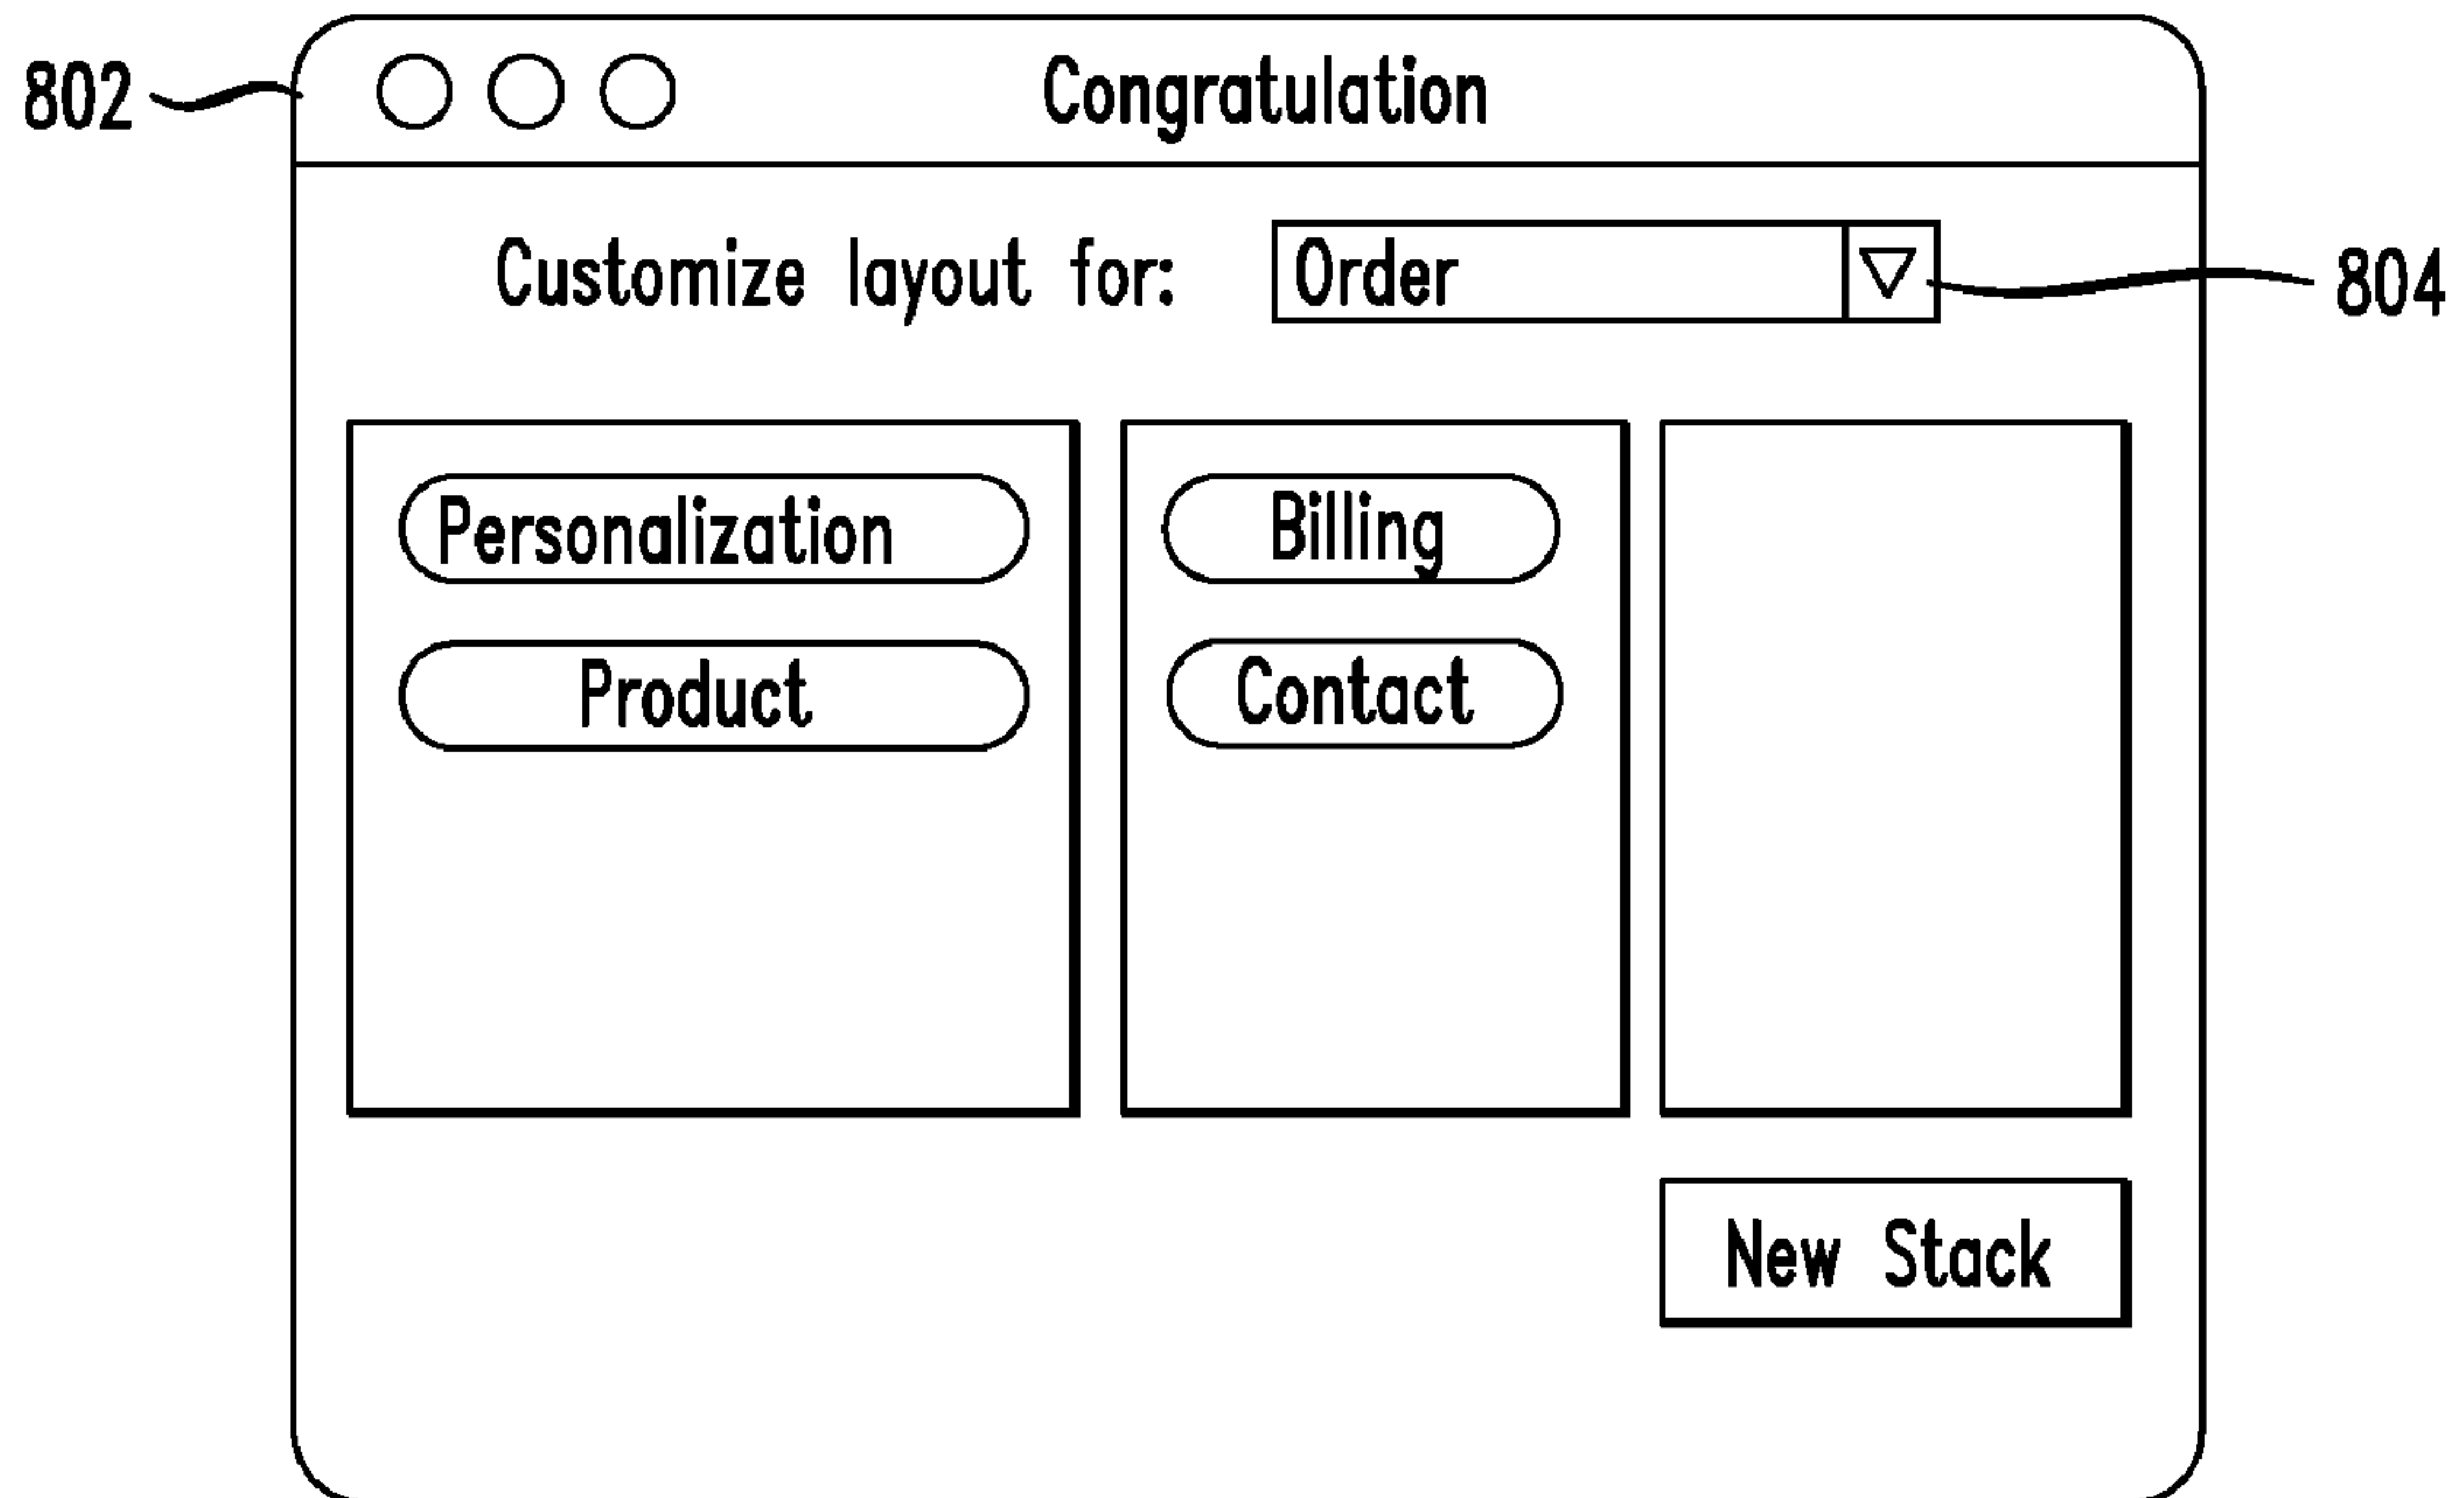 802
Congratulation
Customize layout for:
Order
804
Personalization
Billing
Product
Contact
New Stack